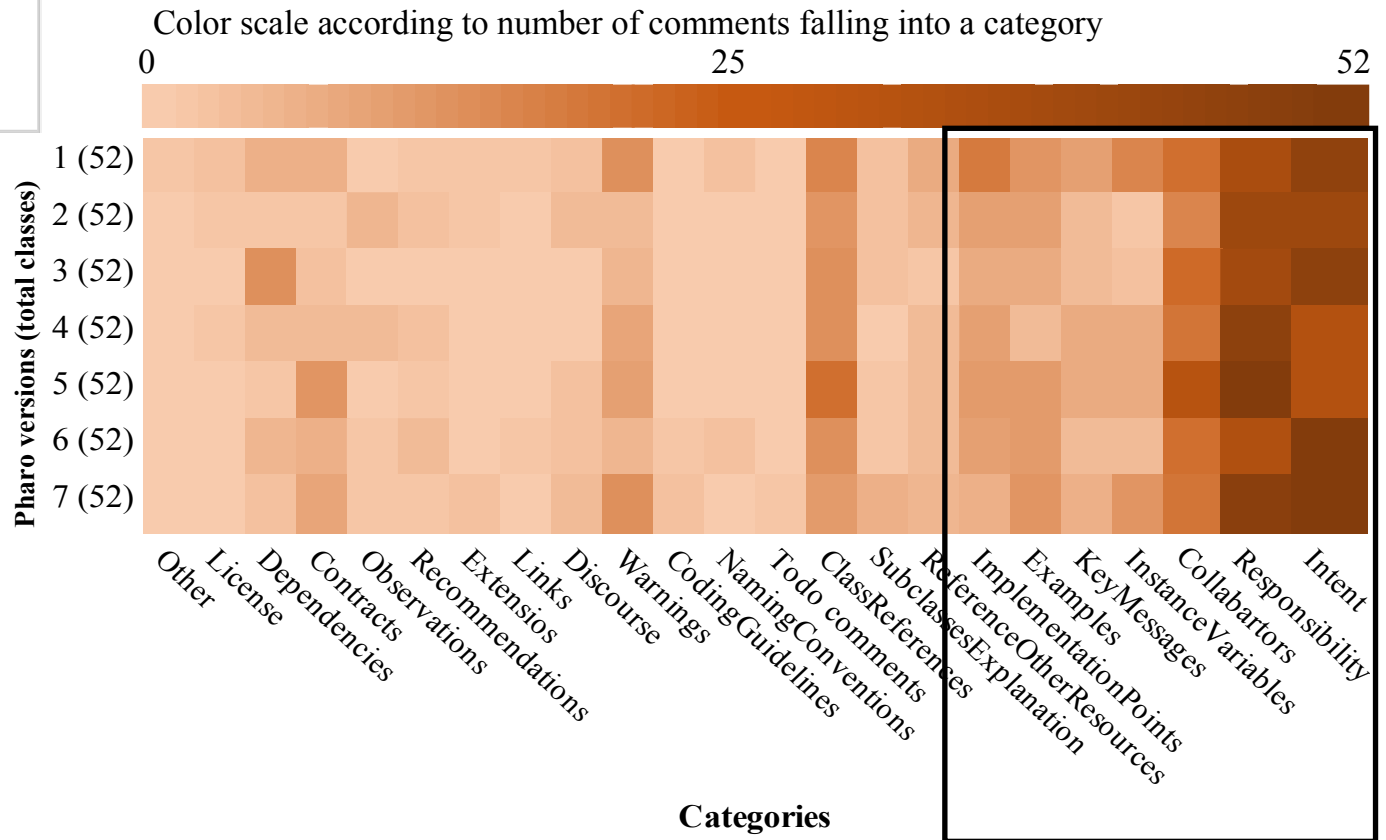 Color scale according to number of comments falling into a category
0 25 52
Pharo versions (total classes)
1 (52)
2 (52)
3 (52)
4 (52)
5 (52)
6 (52)
7 (52)
Other
License
Dependencies
Contracts
Observations
Recommendations
Extensios
Links
Discourse
Warnings
CodingGuidelines
NamingConventions
Todo comments
ClassReferences
SubclassesExplanation
ReferenceOtherResources
ImplementationPoints
Examples
KeyMessages
InstanceVariables
Collabartors
Responsibility
Intent
Categories